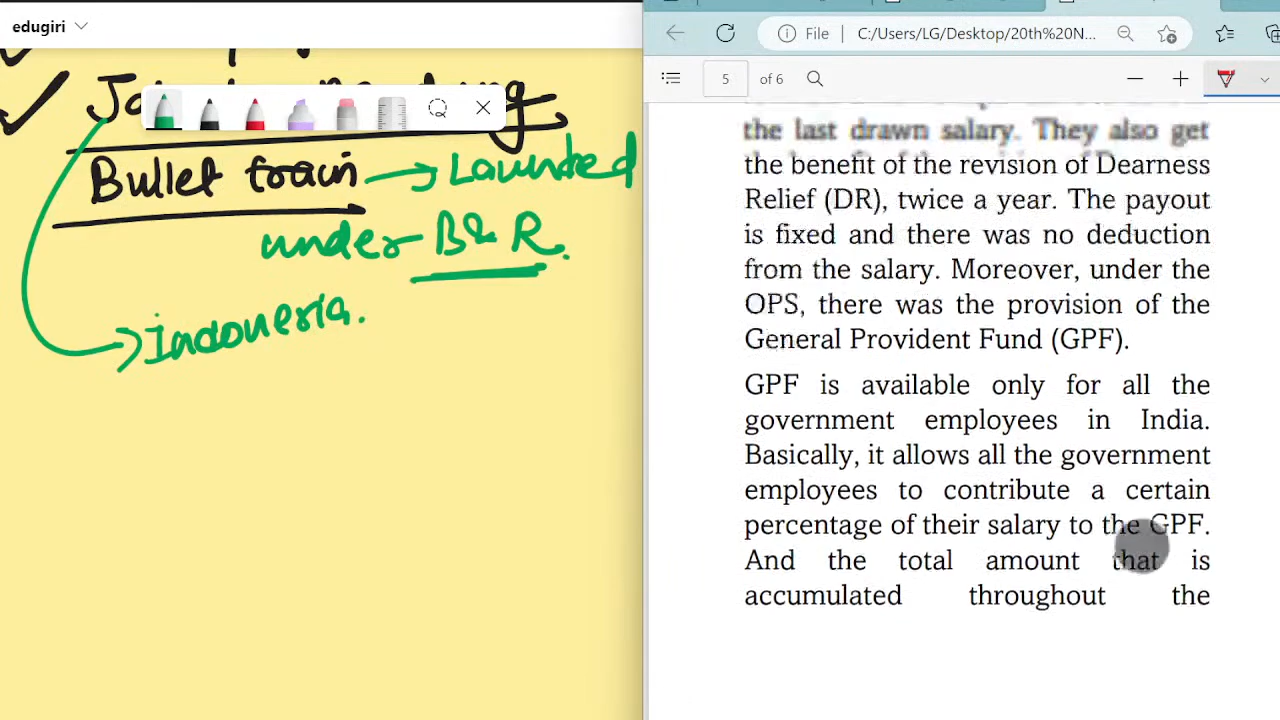 edugiri
Bullet train → Launted
under B&R.
Indoneria.
File
C:/Users/LG/Desktop/20th%20N...
5 of 6
the last drawn salary. They also get
the benefit of the revision of Dearness
Relief (DR), twice a year. The payout
is fixed and there was no deduction
from the salary. Moreover, under the
OPS, there was the provision of the
General Provident Fund (GPF).
GPF is available only for all the
government employees in India.
Basically, it allows all the government
employees to contribute a certain
percentage of their salary to the GPF.
And the total amount that is
accumulated throughout the